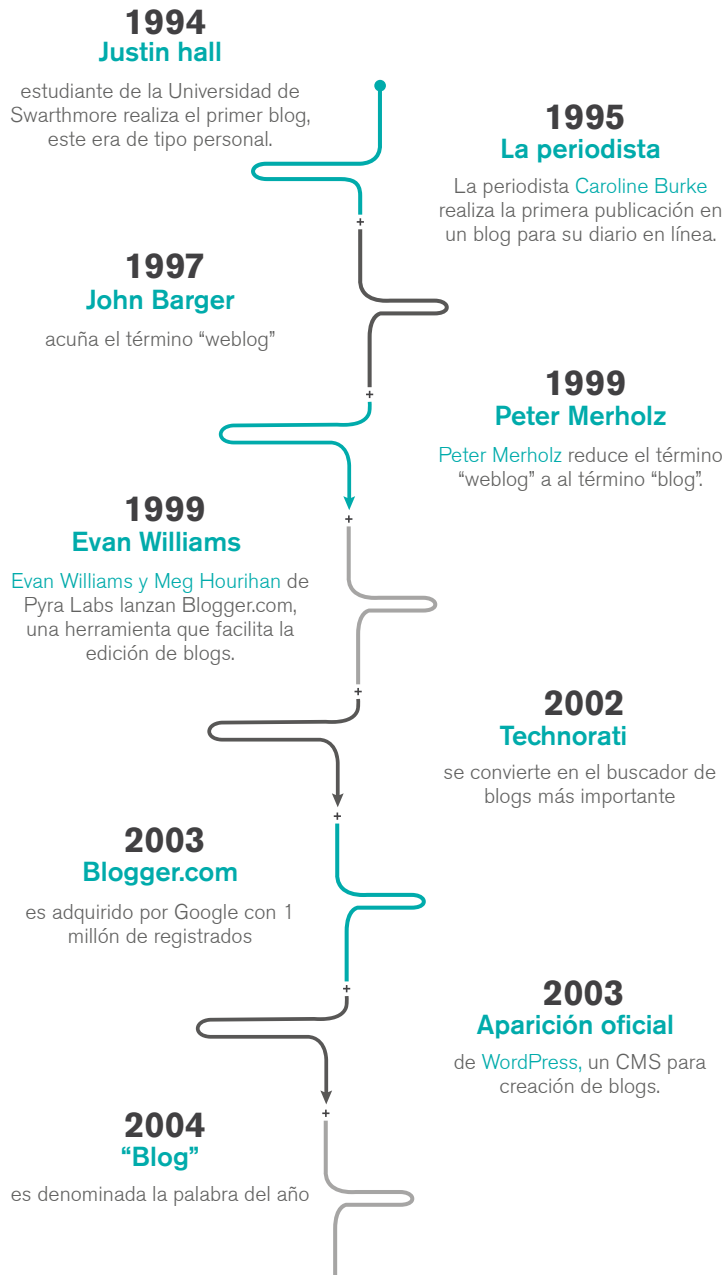 1994
Justin hall
estudiante de la Universidad de
Swarthmore realiza el primer blog,
este era de tipo personal.
1995
La periodista
La periodista Caroline Burke
realiza la primera publicación en
un blog para su diario en línea.
1997
John Barger
acuña el término “weblog”
1999
Peter Merholz
Peter Merholz reduce el término
“weblog” a al término “blog”.
1999
Evan Williams
Evan Williams y Meg Hourihan de
Pyra Labs lanzan Blogger.com,
una herramienta que facilita la
edición de blogs.
2002
Technorati
se convierte en el buscador de
blogs más importante
2003
Blogger.com
es adquirido por Google con 1
millón de registrados
2003
Aparición oficial
de WordPress, un CMS para
creación de blogs.
2004
“Blog”
es denominada la palabra del año